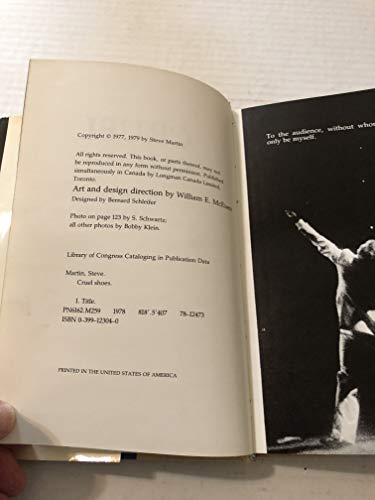 Copyright © 1977, 1979 by Steve Martin
All rights reserved. This book, or parts thereof, may not
be reproduced in any form without permission. Published
simultaneously in Canada by Longman Canada Limited,
Toronto.
Art and design direction by William E. McEuen
Designed by Bernard Schleifer
Photo on page 123 by S. Schwartz;
all other photos by Bobby Klein.
Library of Congress Cataloging in Publication Data
Martin, Steve.
Cruel shoes.
I. Title.
PN6162.M259 1978 818'.5'407 78-12473
ISBN 0-399-12304-0
PRINTED IN THE UNITED STATES OF AMERICA
To the audience, without whom
only be myself.